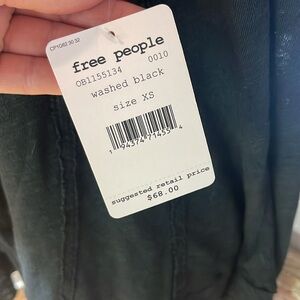 free people
OB1155134 0010
washed black
size XS
suggested retail price
$68.00